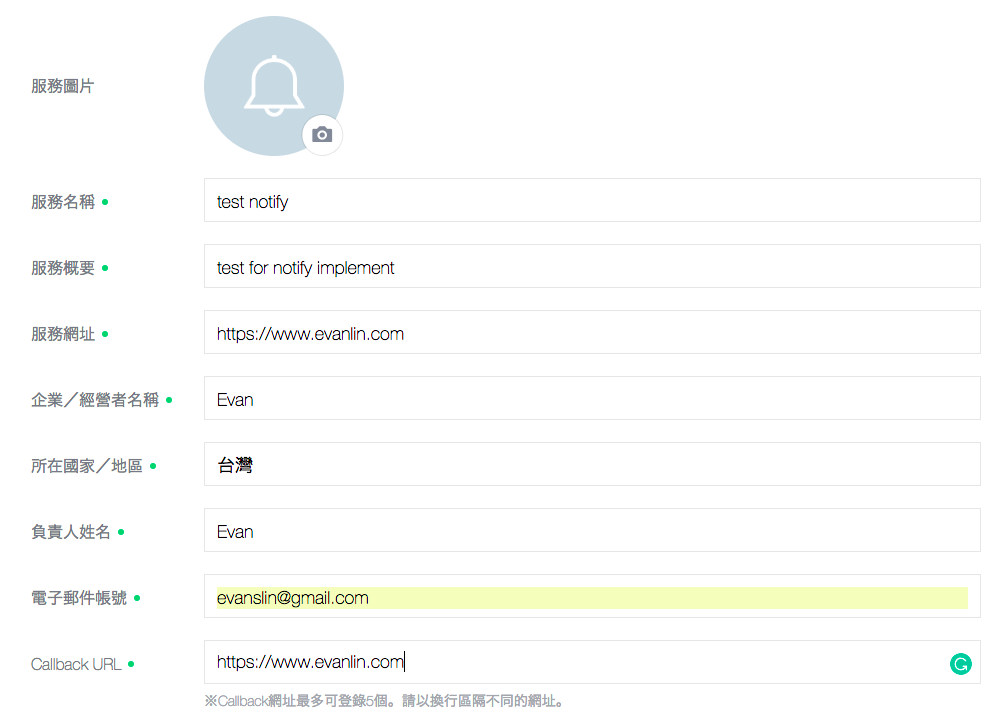 服務圖片
服務名稱 test notify
服務概要 test for notify implement
服務網址 https://www.evanlin.com
企業／經營者名稱 Evan
所在國家／地區 台灣
負責人姓名 Evan
電子郵件帳號 evanslin@gmail.com
Callback URL https://www.evanlin.com
※Callback網址最多可登錄5個。請以換行區隔不同的網址。